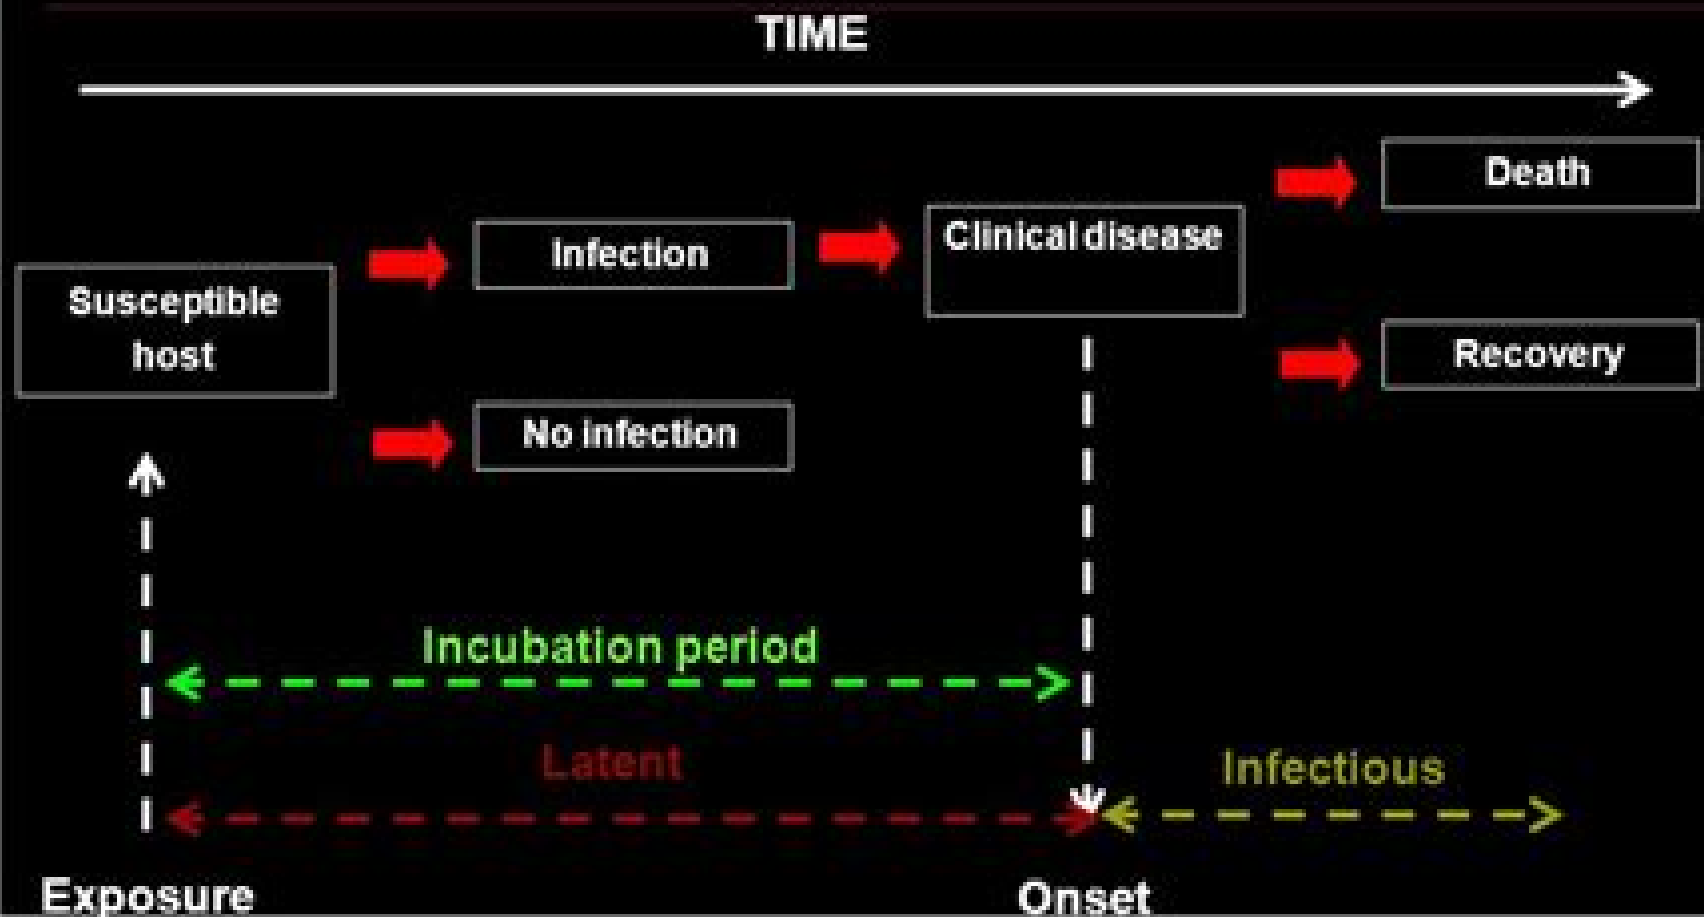 TIME
Death
Clinical disease
Infection
Susceptible
host
Recovery
No infection
Incubation period
Latent
Infectious
Exposure
Onset